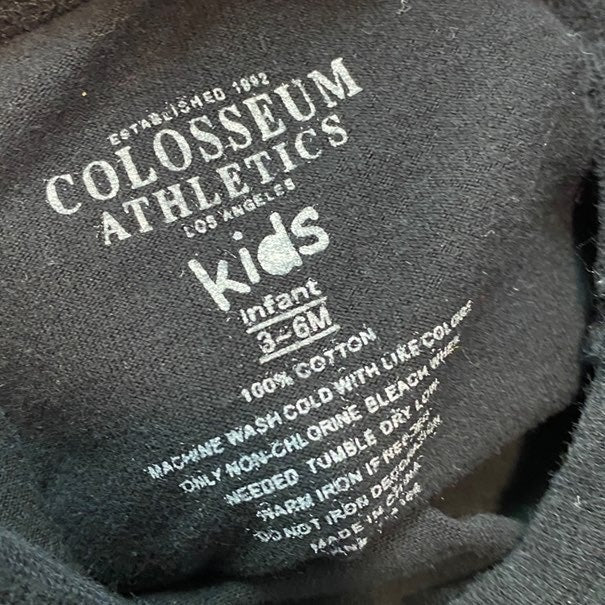 ESTABLISHED 1992
COLOSSEUM
ATHLETICS
LOS ANGELES
kids
Infant
3-6M
100% COTTON
MACHINE WASH COLD WITH LIKE COLORS
ONLY NON-CHLORINE BLEACH WHEN
NEEDED TUMBLE DRY LOW
WARM IRON IF NEEDED
DO NOT IRON DECORATION
MADE IN CHINA